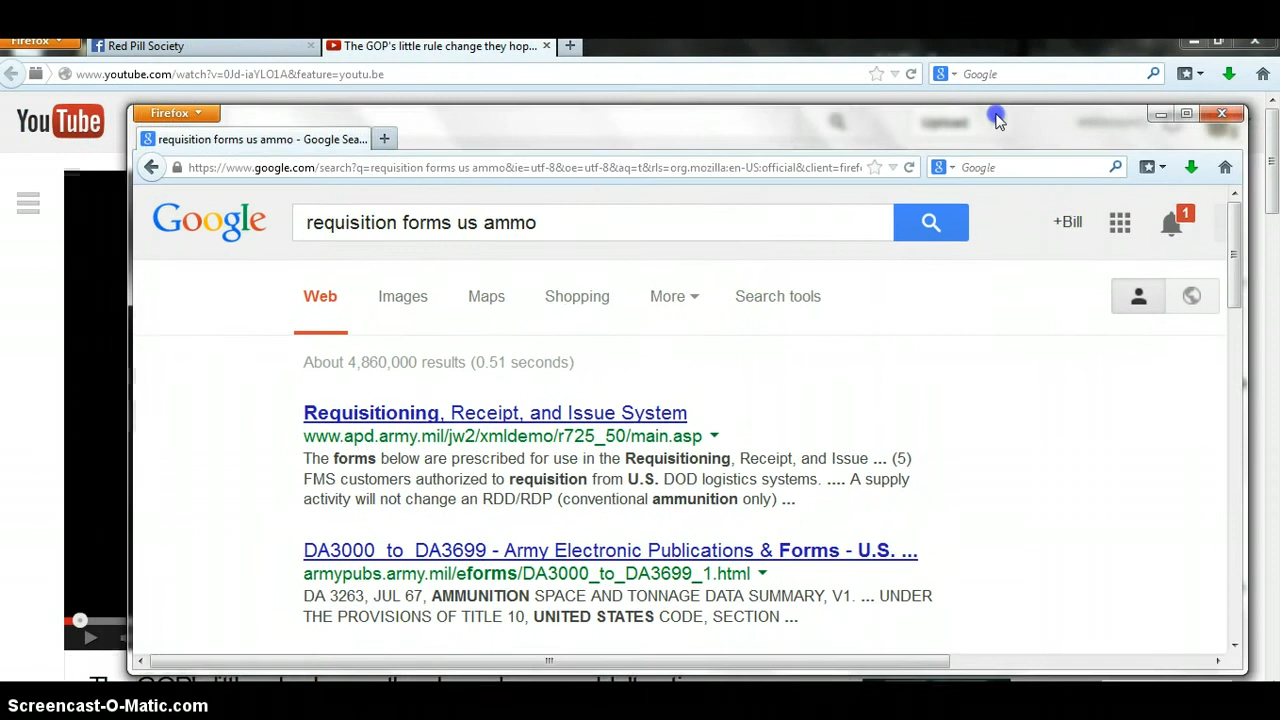 Firefox
Red Pill Society
The GOP's little rule change they hop...
www.youtube.com/watch?v=0Jd-iaYLO1A&feature=youtu.be
Google
You Tube
Firefox
Upload
requisition forms us ammo - Google Sea...
https://www.google.com/search?q=requisition forms us ammo&ie=utf-8&oe=utf-8&aq=t&rls=org.mozilla:en-US:official&client=firef
Google
Google
requisition forms us ammo
+Bill
1
Web Images Maps Shopping More Search tools
About 4,860,000 results (0.51 seconds)
Requisitioning, Receipt, and Issue System
www.apd.army.mil/jw2/xmldemo/r725_50/main.asp
The forms below are prescribed for use in the Requisitioning, Receipt, and Issue ... (5)
FMS customers authorized to requisition from U.S. DOD logistics systems. .... A supply
activity will not change an RDD/RDP (conventional ammunition only) ...
DA3000_to_DA3699 - Army Electronic Publications & Forms - U.S. ...
armypubs.army.mil/eforms/DA3000_to_DA3699_1.html
DA 3263, JUL 67, AMMUNITION SPACE AND TONNAGE DATA SUMMARY, V1. ... UNDER
THE PROVISIONS OF TITLE 10, UNITED STATES CODE, SECTION ...
Screencast-O-Matic.com